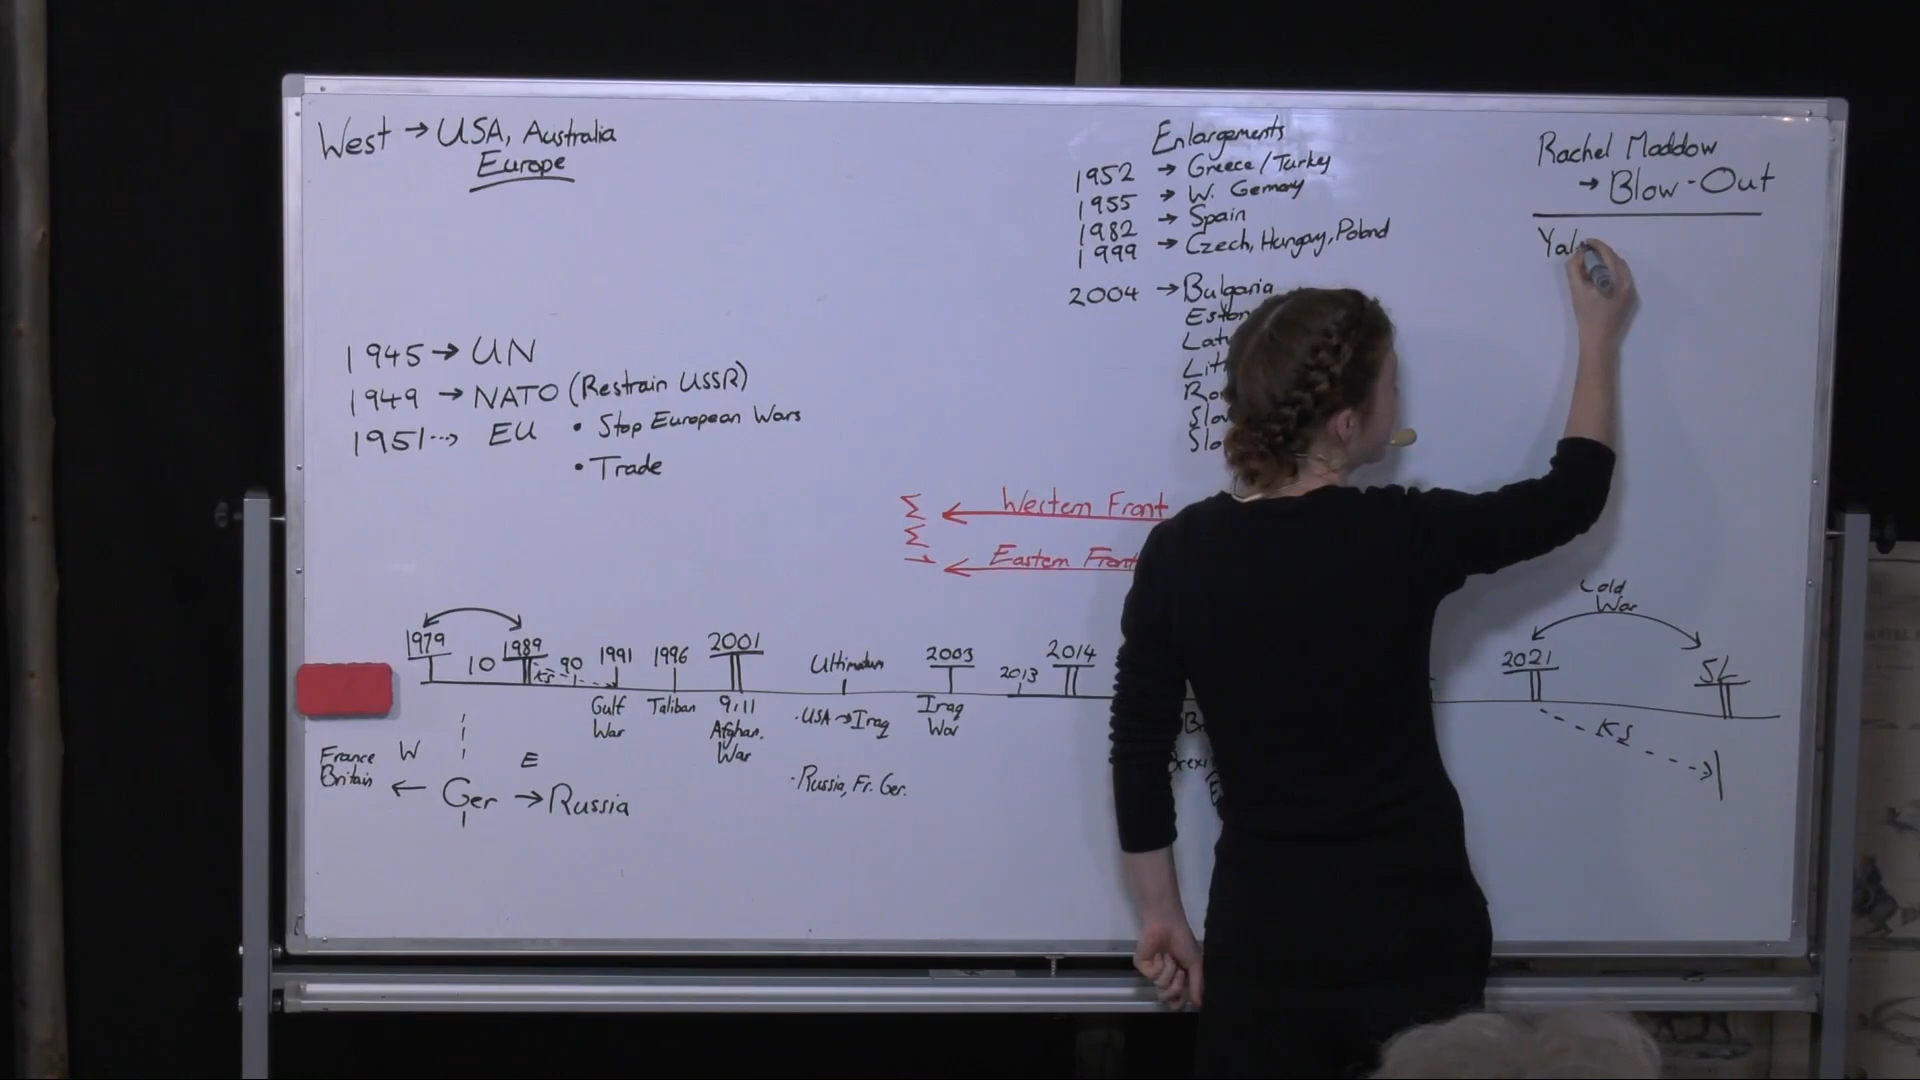 West → USA, Australia
Europe
1945 → UN
1949 → NATO (Restrain USSR)
1951 --> EU • Stop European Wars
• Trade
Enlargements
1952 → Greece/Turkey
1955 → W. Gemany
1982 → Spain
1999 → Czech, Hungary, Poland
2004 → Bulgaria
Rachel Maddow
→ Blow-Out
Western Front
Eastern Front
Cold
War
1979
10
1989
90
1991
1996
2001
Ultimatum
2003
2013
2014
2021
SL
KS
Gulf
War
Taliban
9.11
Afghan.
War
• USA → Iraq
Iraq
War
KS
• Russia, Fr. Ger.
France
Britain
W
E
← Ger → Russia